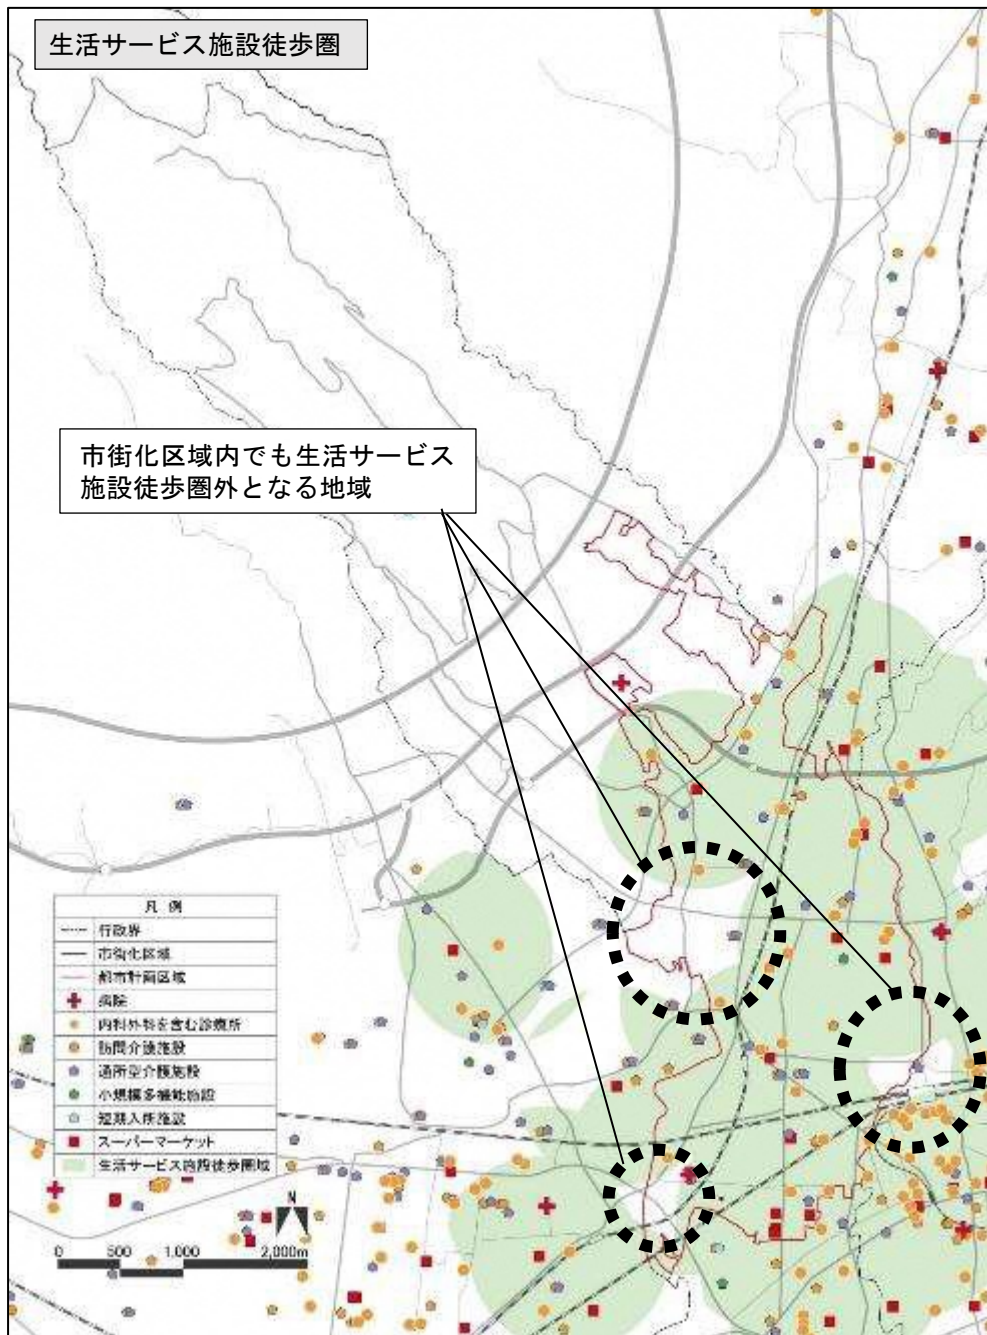 生活サービス施設徒歩圏
市街化区域内でも生活サービス
施設徒歩圏外となる地域
凡 例
行政界
市街化区域
都市計画区域
病院
内科外科を含む診療所
訪問介護施設
通所型介護施設
小規模多機能施設
短期入所施設
スーパーマーケット
生活サービス施設徒歩圏域
N
0 500 1,000 2,000m